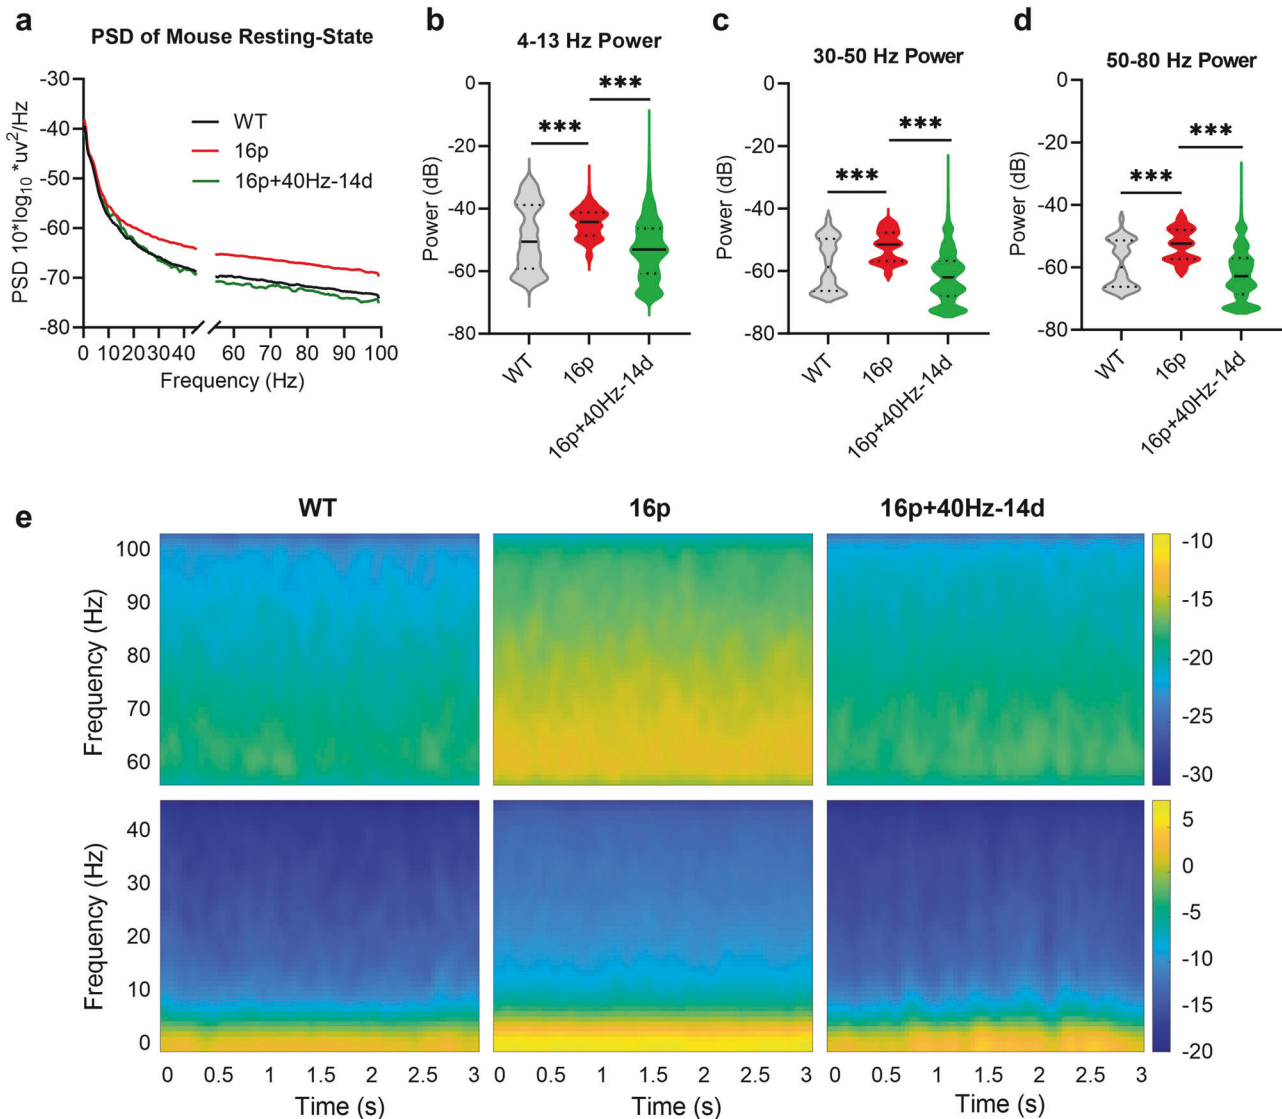 a
PSD of Mouse Resting-State
-30
-40
-50
-60
-70
-80
PSD 10*log10 *uv²/Hz
WT
16p
16p+40Hz-14d
0 10 20 30 40 60 70 80 90 100
Frequency (Hz)
b
4-13 Hz Power
***
***
0
-20
-40
-60
-80
Power (dB)
WT
16p
16p+40Hz-14d
c
30-50 Hz Power
***
***
0
-20
-40
-60
-80
Power (dB)
WT
16p
16p+40Hz-14d
d
50-80 Hz Power
***
***
0
-20
-40
-60
-80
Power (dB)
WT
16p
16p+40Hz-14d
e
WT
16p
16p+40Hz-14d
100
90
80
70
60
Frequency (Hz)
-10
-15
-20
-25
-30
40
30
20
10
0
Frequency (Hz)
5
0
-5
-10
-15
-20
0 0.5 1 1.5 2 2.5 3
0 0.5 1 1.5 2 2.5 3
0 0.5 1 1.5 2 2.5 3
Time (s)
Time (s)
Time (s)